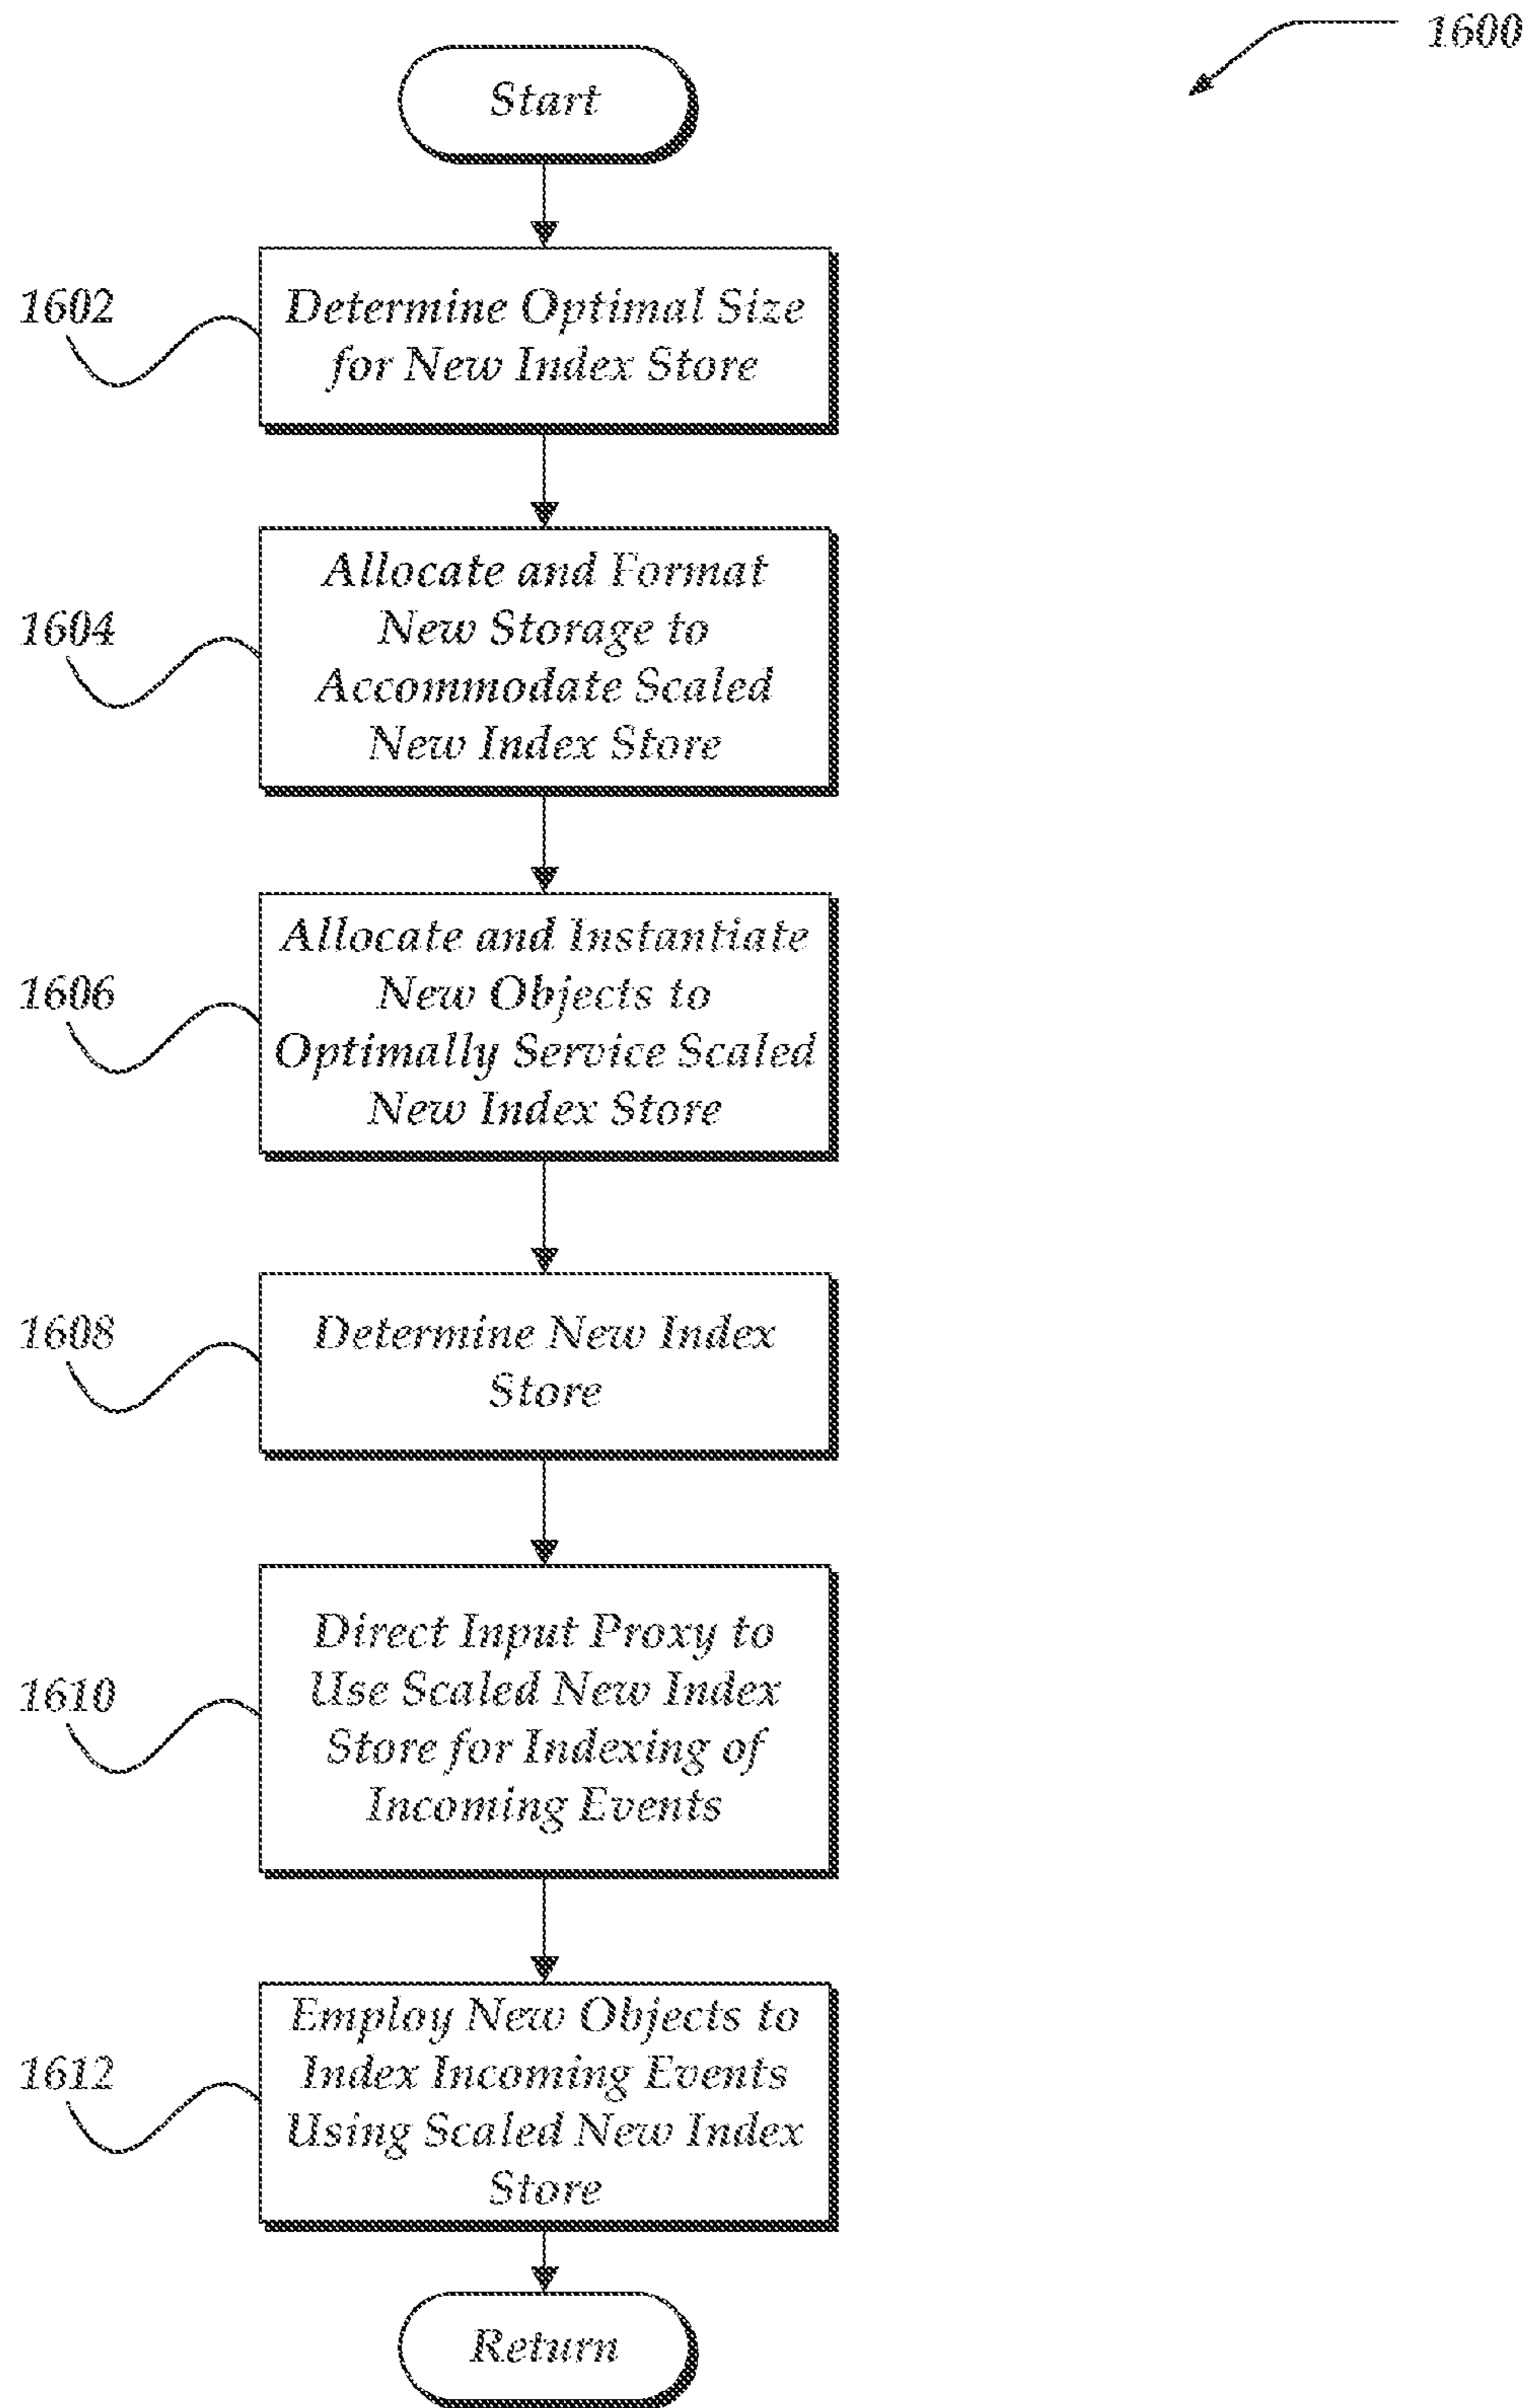 1600
Start
1602
Determine Optimal Size
for New Index Store
1604
Allocate and Format
New Storage to
Accommodate Scaled
New Index Store
1606
Allocate and Instantiate
New Objects to
Optimally Service Scaled
New Index Store
1608
Determine New Index
Store
1610
Direct Input Proxy to
Use Scaled New Index
Store for Indexing of
Incoming Events
1612
Employ New Objects to
Index Incoming Events
Using Scaled New Index
Store
Return